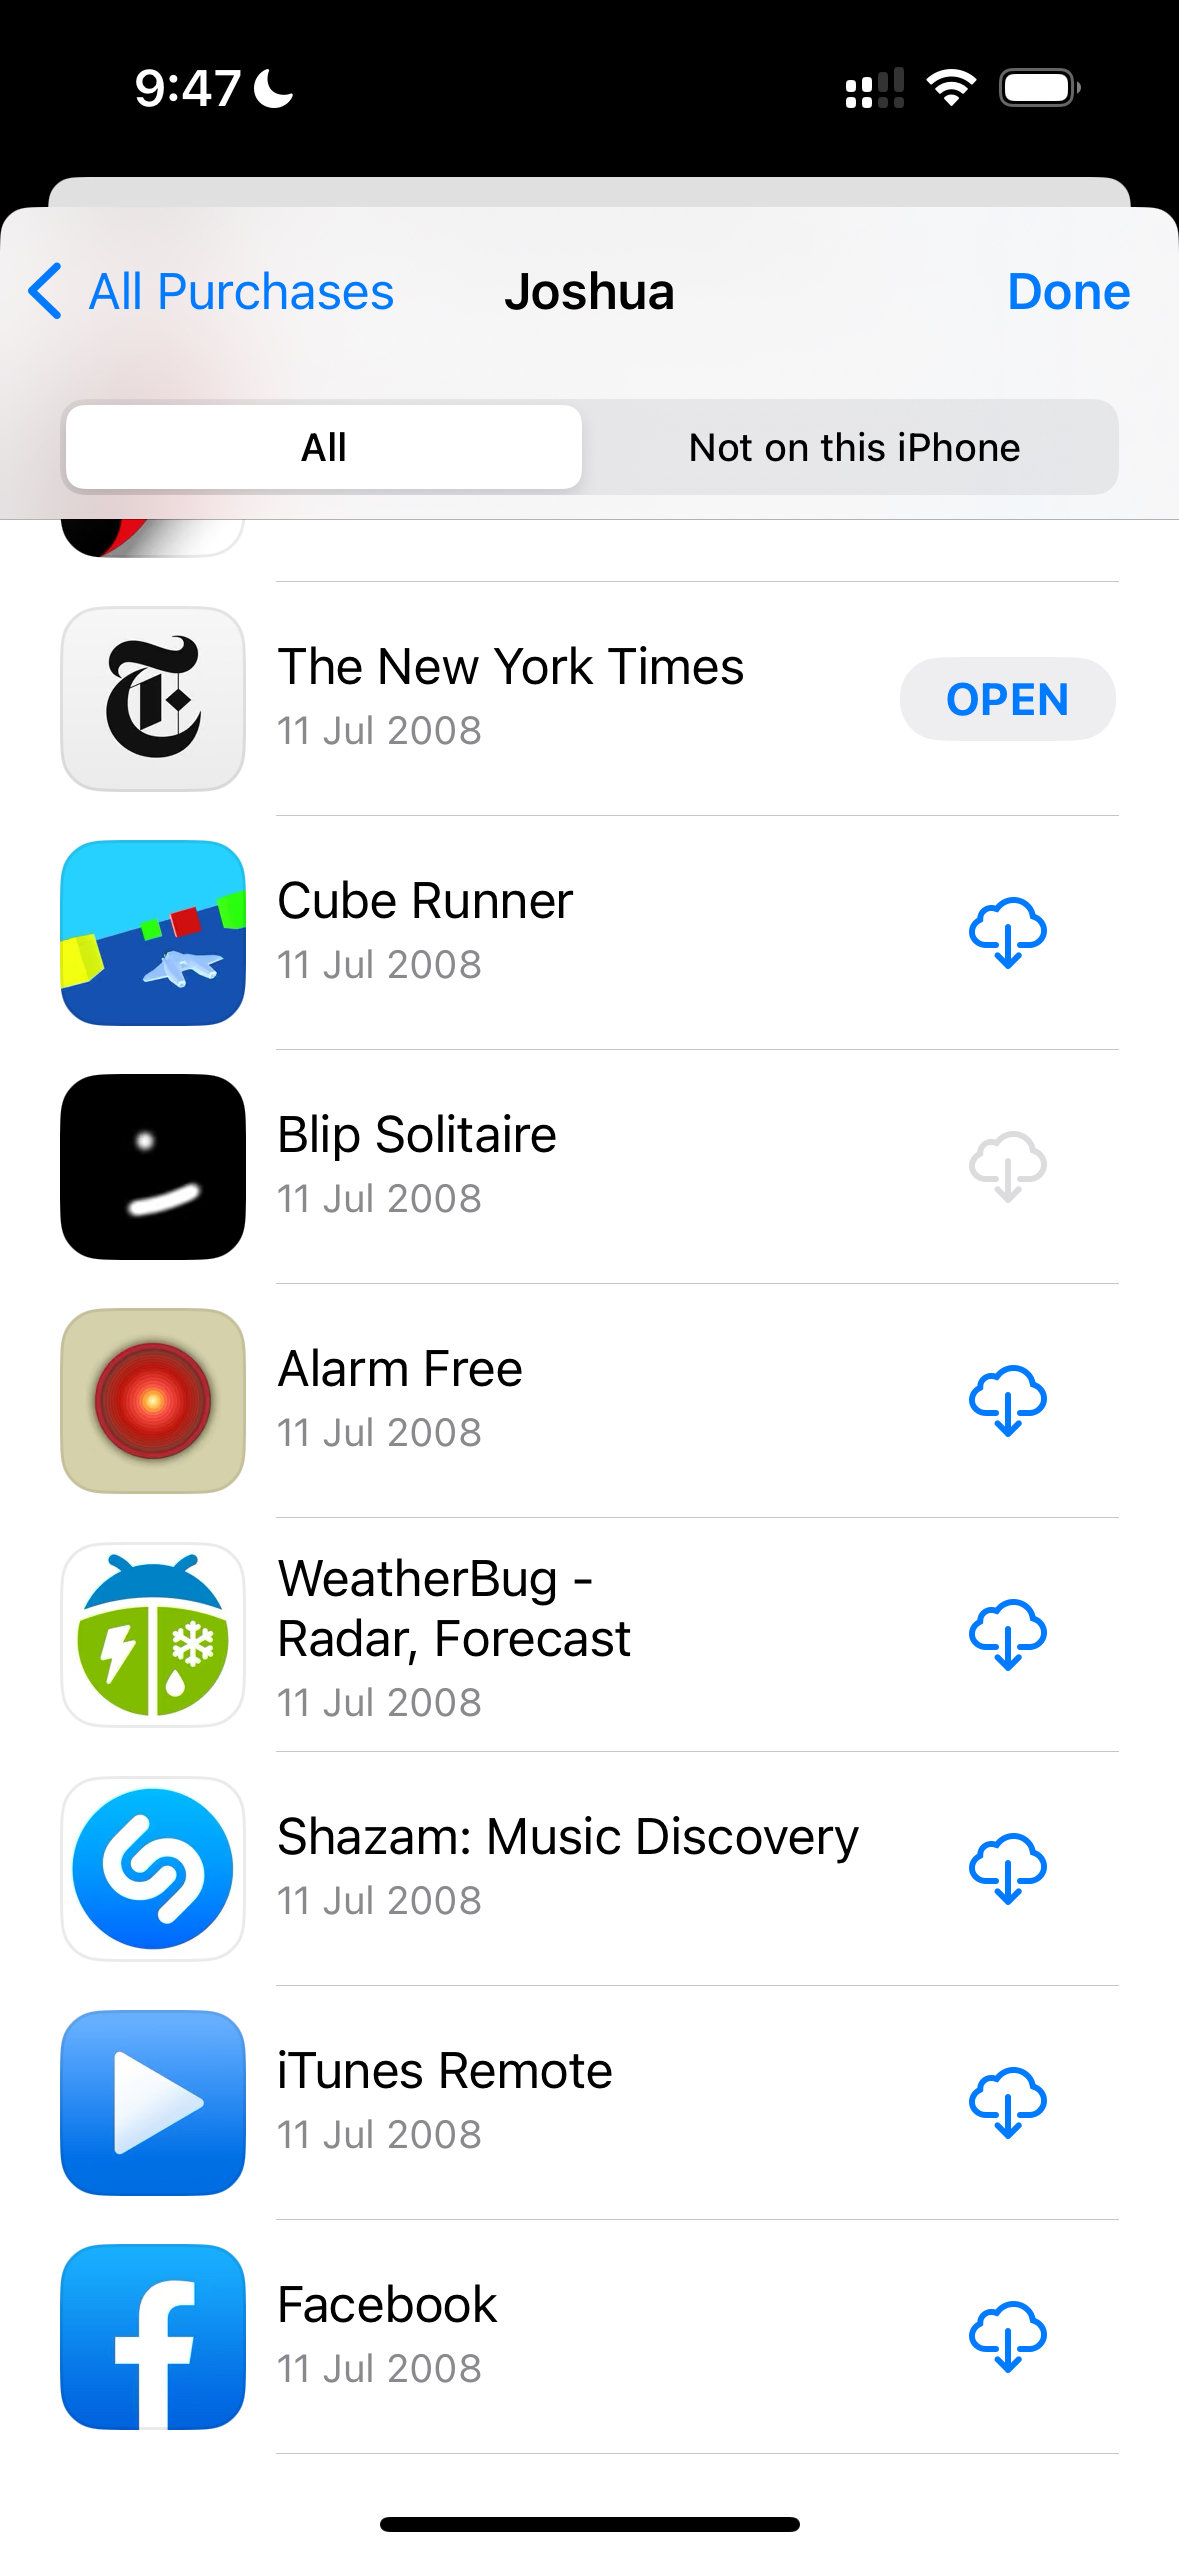 9:47
All Purchases
Joshua
Done
All
Not on this iPhone
The New York Times
11 Jul 2008
OPEN
Cube Runner
11 Jul 2008
Blip Solitaire
11 Jul 2008
Alarm Free
11 Jul 2008
WeatherBug -
Radar, Forecast
11 Jul 2008
Shazam: Music Discovery
11 Jul 2008
iTunes Remote
11 Jul 2008
Facebook
11 Jul 2008